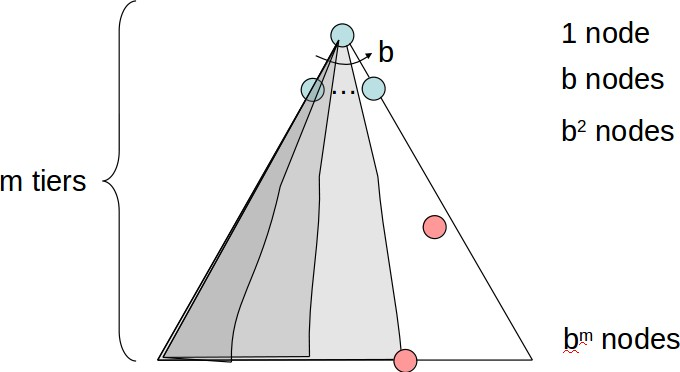 1 node
b
b nodes
...
b² nodes
m tiers
bᵐ nodes